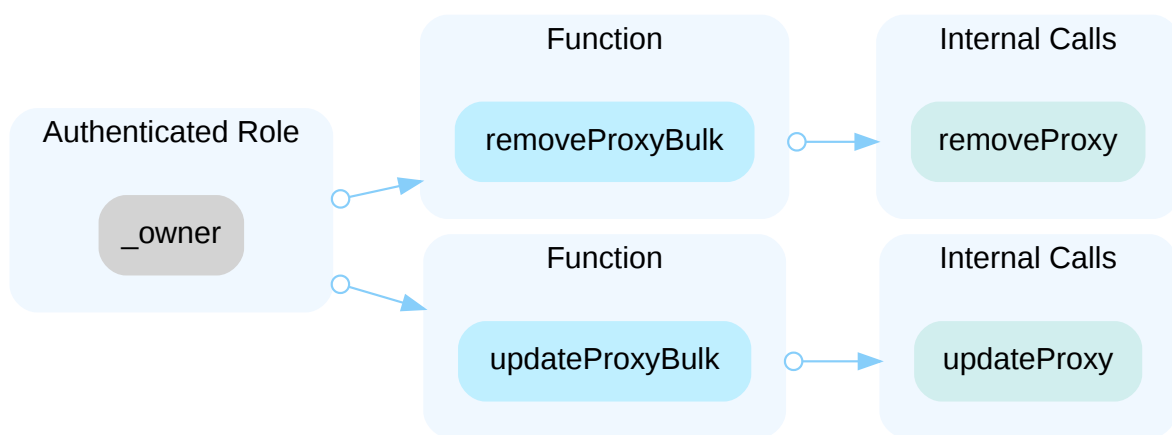 Authenticated Role
_owner
Function
removeProxyBulk
Internal Calls
removeProxy
Function
updateProxyBulk
Internal Calls
updateProxy